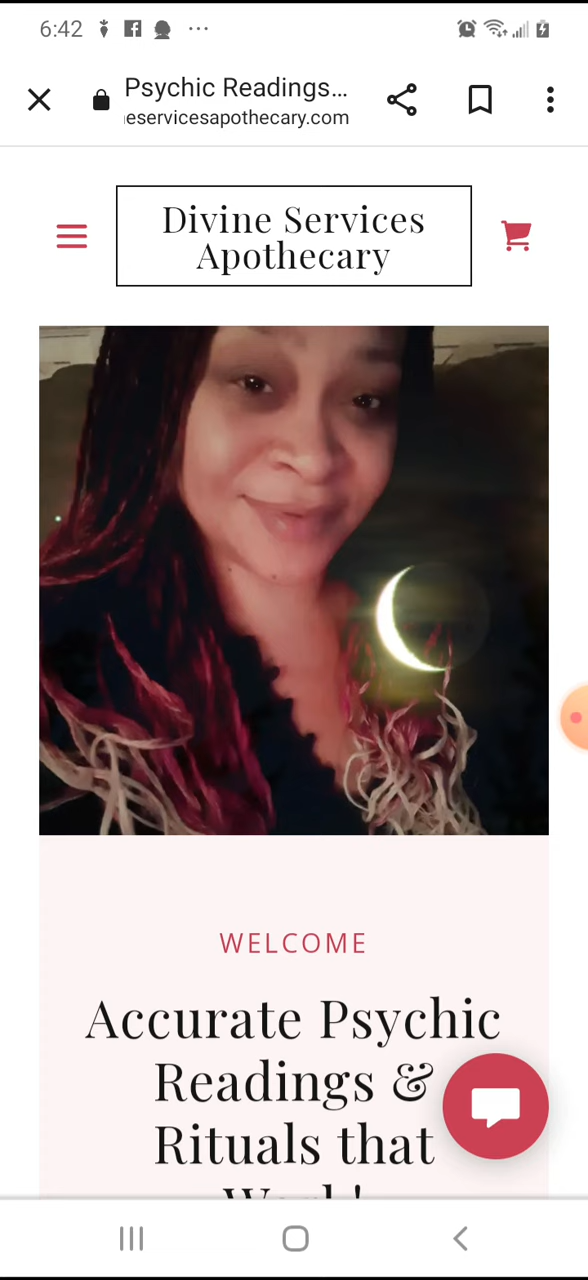 6:42
Psychic Readings...
eservicesapothecary.com
Divine Services
Apothecary
WELCOME
Accurate Psychic
Readings &
Rituals that